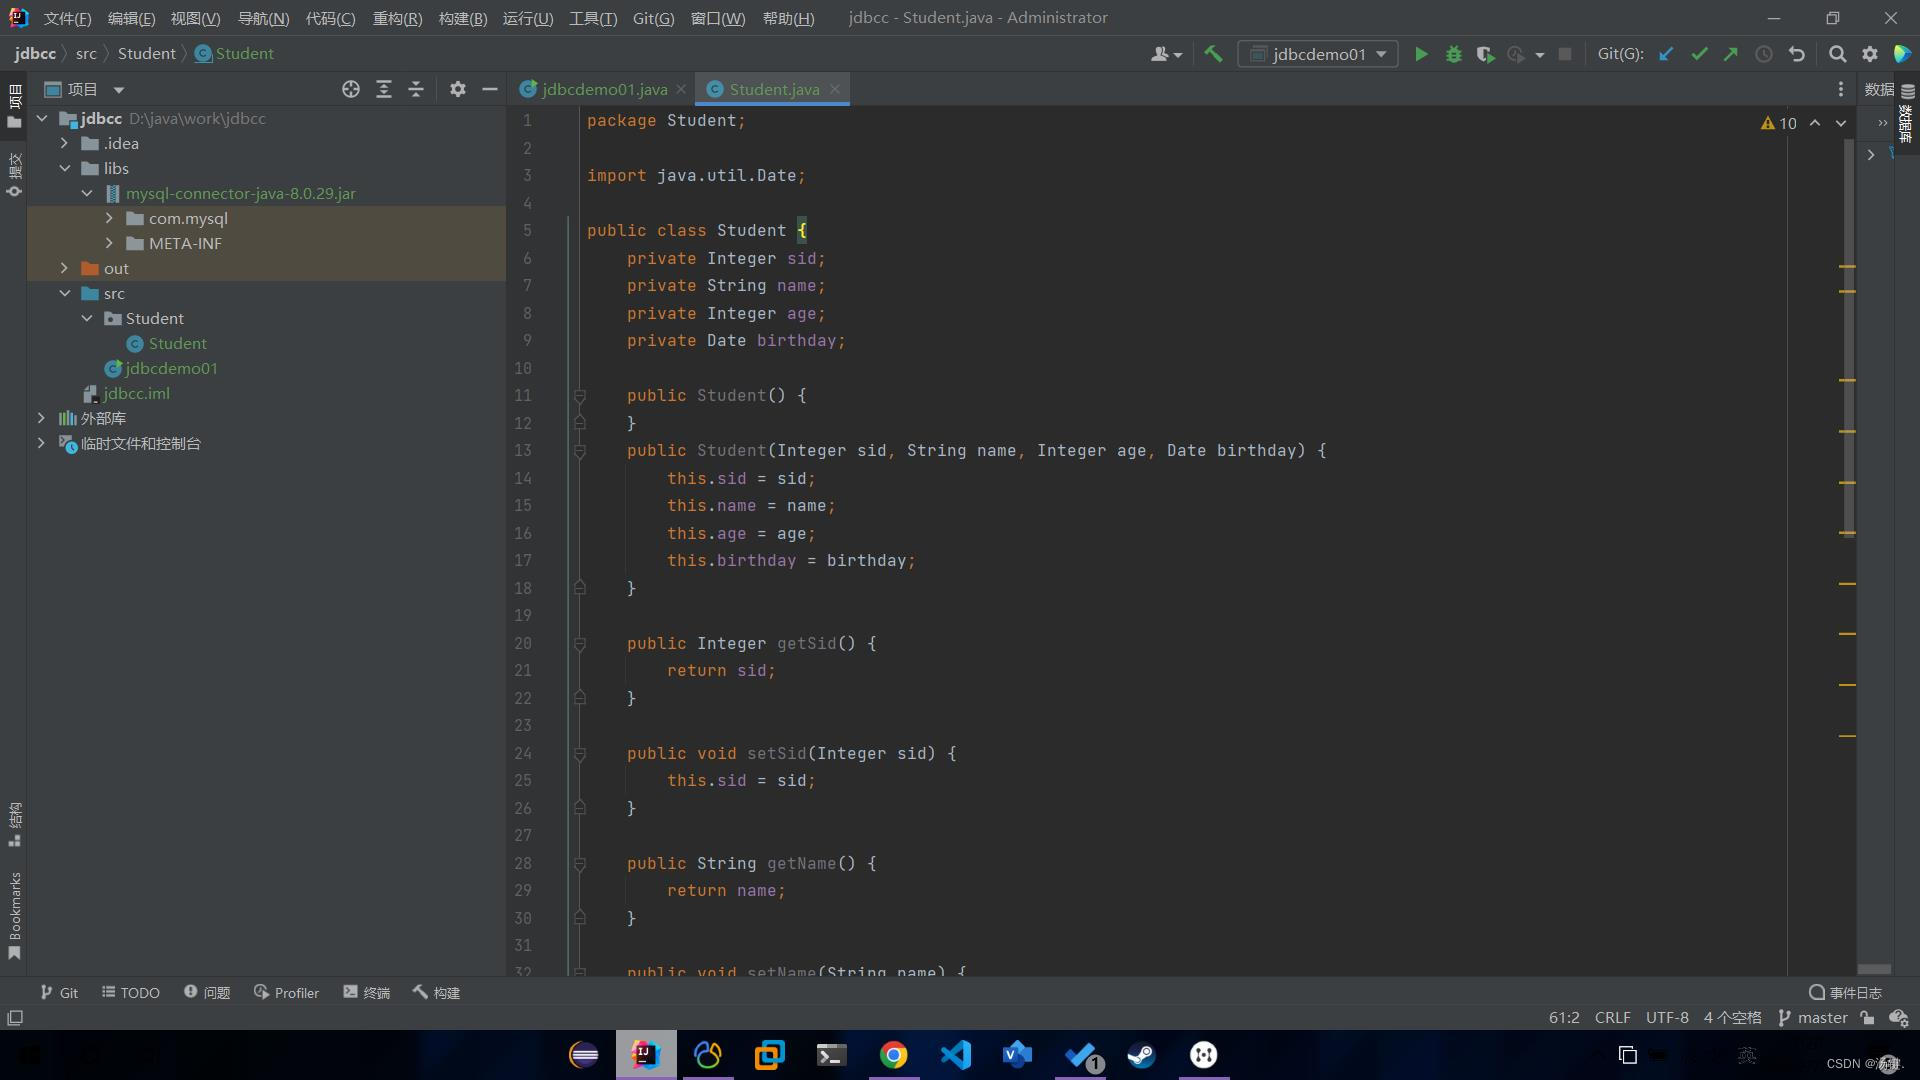 文件(F) 编辑(E) 视图(V) 导航(N) 代码(C) 重构(R) 构建(B) 运行(U) 工具(T) Git(G) 窗口(W) 帮助(H) jdbcc - Student.java - Administrator
jdbcc src Student Student
jdbcdemo01
Git(G):
项目
jdbcdemo01.java
Student.java
数据
数据库
项目
提交
结构
Bookmarks
jdbcc D:\java\work\jdbcc
.idea
libs
mysql-connector-java-8.0.29.jar
com.mysql
META-INF
out
src
Student
Student
jdbcdemo01
jdbcc.iml
外部库
临时文件和控制台
10
1 package Student;
2
3 import java.util.Date;
4
5 public class Student {
6 private Integer sid;
7 private String name;
8 private Integer age;
9 private Date birthday;
10
11 public Student() {
12 }
13 public Student(Integer sid, String name, Integer age, Date birthday) {
14 this.sid = sid;
15 this.name = name;
16 this.age = age;
17 this.birthday = birthday;
18 }
19
20 public Integer getSid() {
21 return sid;
22 }
23
24 public void setSid(Integer sid) {
25 this.sid = sid;
26 }
27
28 public String getName() {
29 return name;
30 }
31
32 public void setName(String name) {
Git TODO 问题 Profiler 终端 构建 事件日志
61:2 CRLF UTF-8 4 个空格 master
1
英
CSDN @汤键.